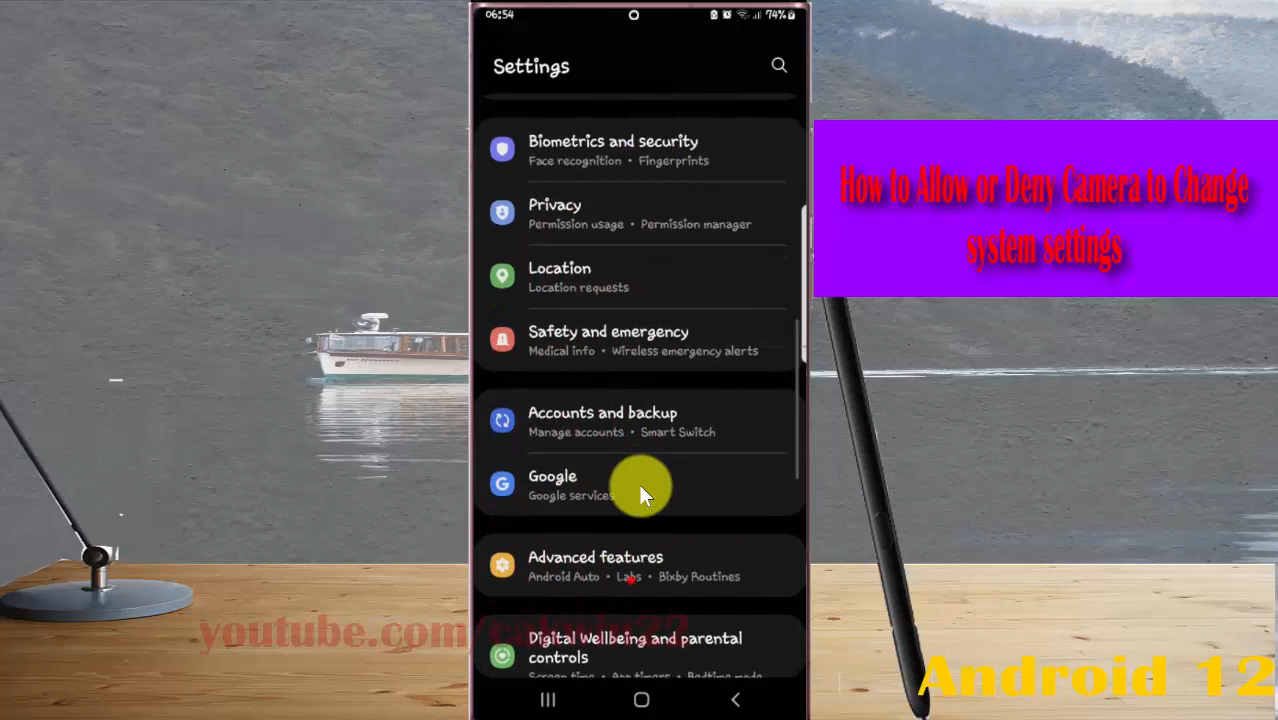 06:54
74%
Settings
Biometrics and security
Face recognition • Fingerprints
Privacy
Permission usage • Permission manager
Location
Location requests
Safety and emergency
Medical info • Wireless emergency alerts
Accounts and backup
Manage accounts • Smart Switch
Google
Google services
Advanced features
Android Auto • Labs • Bixby Routines
Digital Wellbeing and parental
controls
Screen time • App timers • Bedtime mode
How to Allow or Deny Camera to Change
system settings
youtube.com/
Android 12